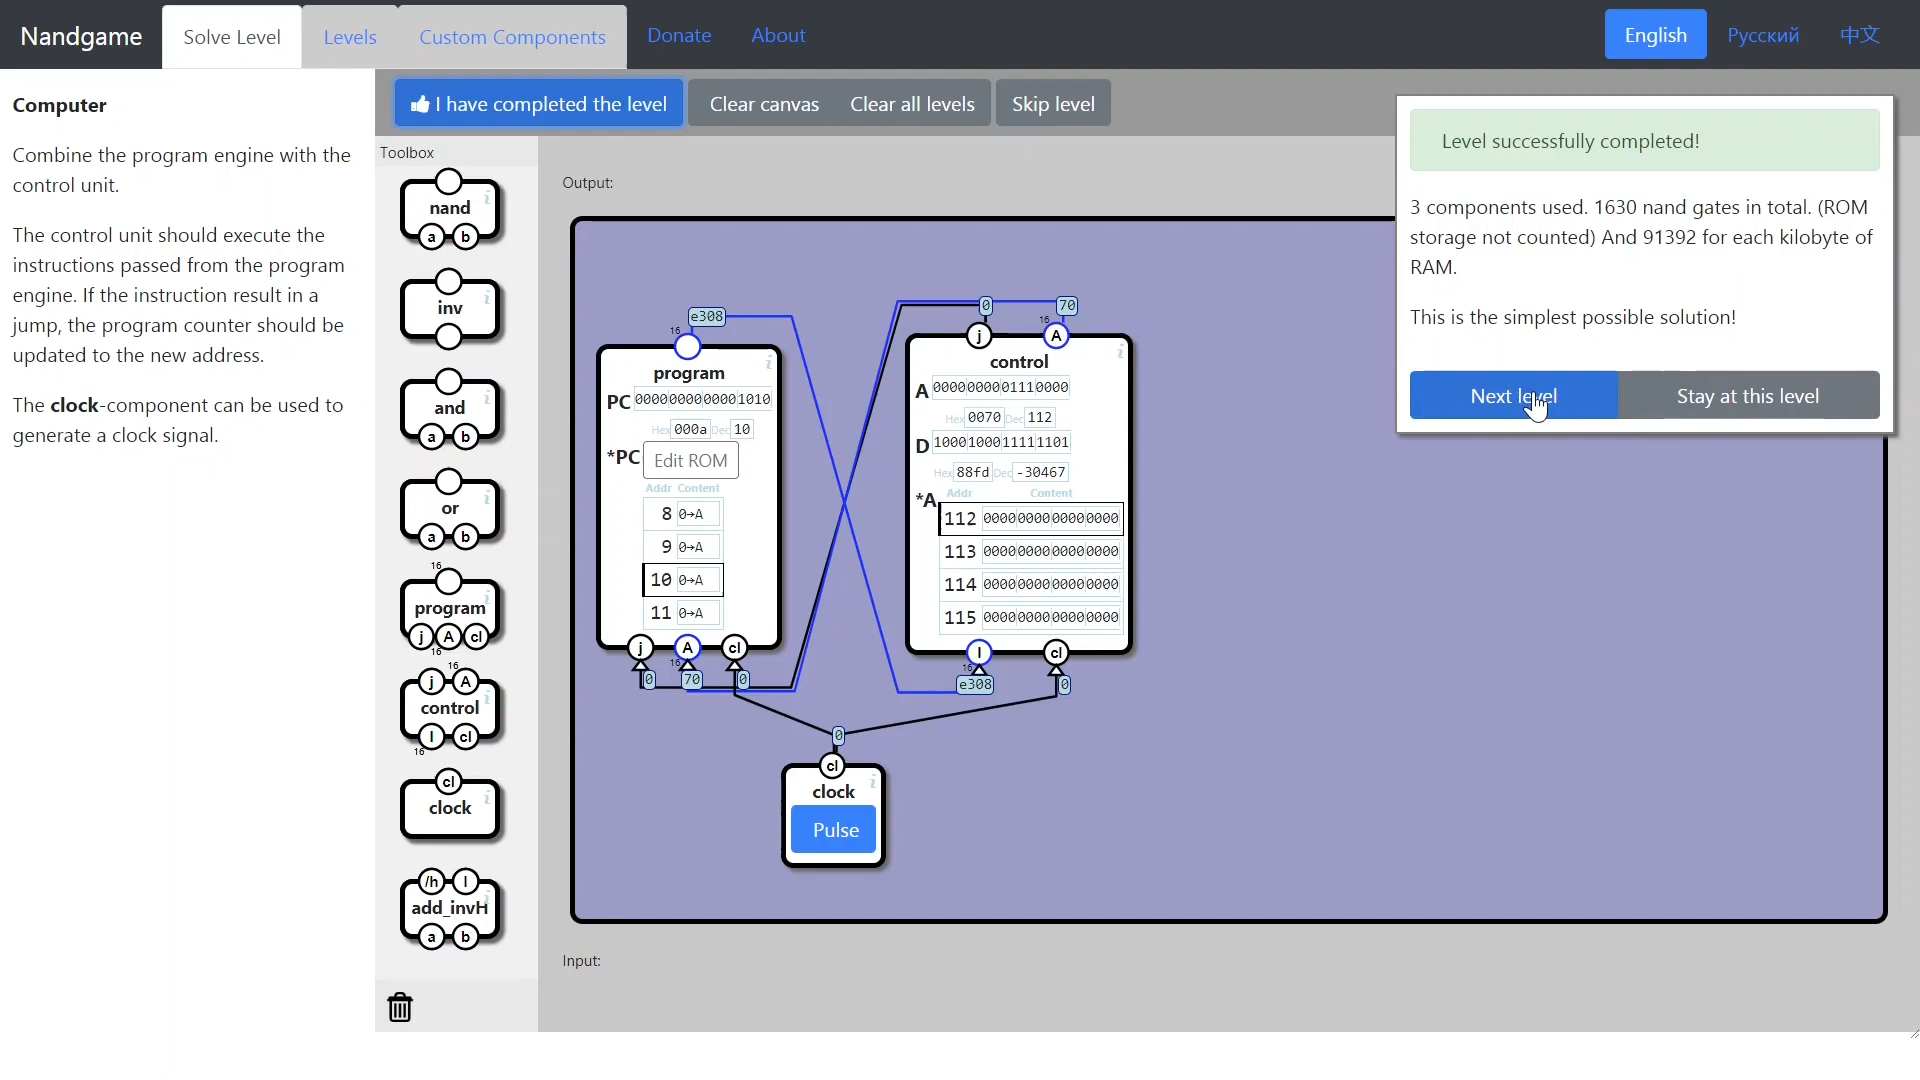 Nandgame
Solve Level
Levels
Custom Components
Donate
About
English
Русский
中文
Computer
Combine the program engine with the
control unit.
The control unit should execute the
instructions passed from the program
engine. If the instruction result in a
jump, the program counter should be
updated to the new address.
The clock-component can be used to
generate a clock signal.
I have completed the level
Clear canvas
Clear all levels
Skip level
Toolbox
nand
a b
inv
and
a b
or
a b
16
program
j A cl
16
16
j A
control
I cl
16
cl
clock
/h l
add_invH
a b
Output:
e308
16
program
PC 0000000000001010
Hex 000a Dec 10
*PC Edit ROM
Addr Content
8 0→A
9 0→A
10 0→A
11 0→A
j A cl
16
0 70 0
0 70
16
j A
control
A 0000000001110000
Hex 0070 Dec 112
D 1000100011111101
Hex 88fd Dec -30467
*A Addr Content
112 0000000000000000
113 0000000000000000
114 0000000000000000
115 0000000000000000
I cl
16
e308 0
0
cl
clock
Pulse
Input:
Level successfully completed!
3 components used. 1630 nand gates in total. (ROM
storage not counted) And 91392 for each kilobyte of
RAM.
This is the simplest possible solution!
Next level
Stay at this level